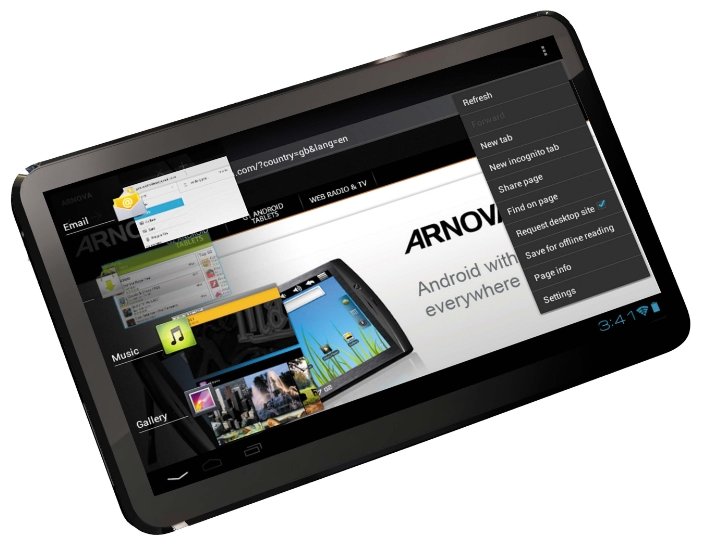 ARNOVA
.com/?country=gb&lang=en
Email
ANDROID
TABLETS
WEB RADIO & TV
ARNOVA
Android with
everywhere
Music
Gallery
Refresh
Forward
New tab
New incognito tab
Share page
Find on page
Request desktop site
Save for offline reading
Page info
Settings
3:41